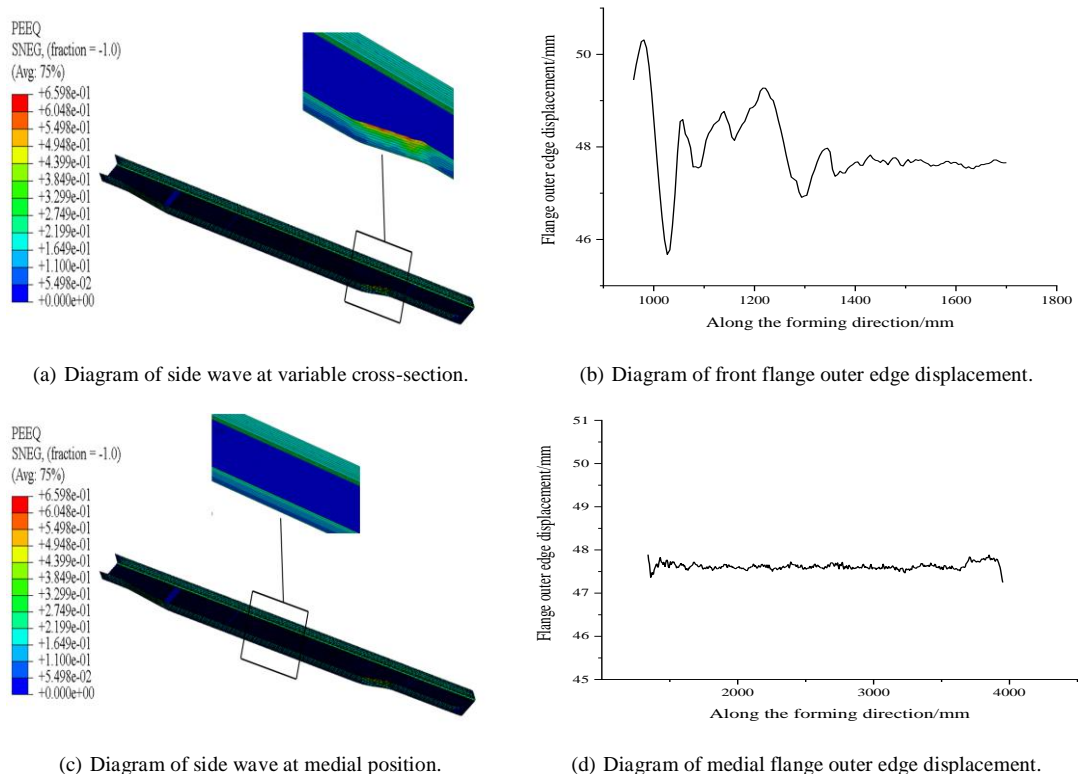 PEEQ
SNEG, (fraction = -1.0)
(Avg: 75%)
+6.598e-01
+6.048e-01
+5.498e-01
+4.948e-01
+4.399e-01
+3.849e-01
+3.299e-01
+2.749e-01
+2.199e-01
+1.649e-01
+1.100e-01
+5.498e-02
+0.000e+00
Flange outer edge displacement/mm
50
48
47
46
1000
1200
1400
1600
1800
Along the forming direction/mm
(a) Diagram of side wave at variable cross-section.
(b) Diagram of front flange outer edge displacement.
PEEQ
SNEG, (fraction = -1.0)
(Avg: 75%)
+6.598e-01
+6.048e-01
+5.498e-01
+4.948e-01
+4.399e-01
+3.849e-01
+3.299e-01
+2.749e-01
+2.199e-01
+1.649e-01
+1.100e-01
+5.498e-02
+0.000e+00
Flange outer edge displacement/mm
51
50
49
48
47
46
45
2000
3000
4000
Along the forming direction/mm
(c) Diagram of side wave at medial position.
(d) Diagram of medial flange outer edge displacement.